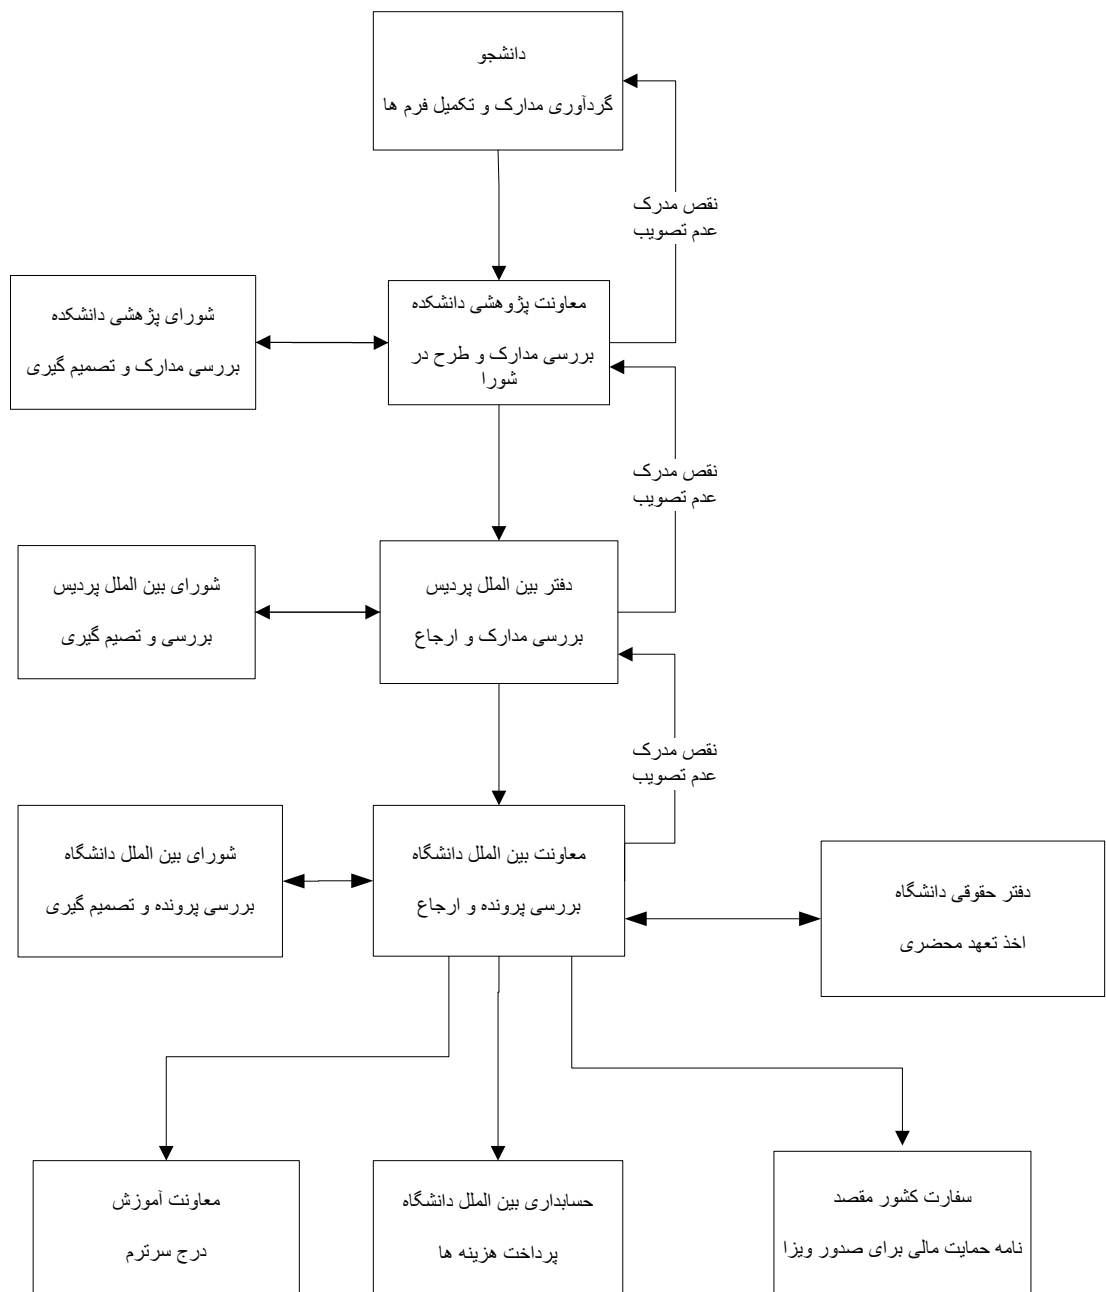 دانشجو
گردآوری مدارک و تکمیل فرم ها
نقص مدرک
عدم تصویب
معاونت پژوهشی دانشکده
بررسی مدارک و طرح در
شورا
شورای پژهشی دانشکده
بررسی مدارک و تصمیم گیری
نقص مدرک
عدم تصویب
دفتر بین الملل پردیس
بررسی مدارک و ارجاع
شورای بین الملل پردیس
بررسی و تصیم گیری
نقص مدرک
عدم تصویب
معاونت بین الملل دانشگاه
بررسی پرونده و ارجاع
شورای بین الملل دانشگاه
بررسی پرونده و تصمیم گیری
دفتر حقوقی دانشگاه
اخذ تعهد محضری
سفارت کشور مقصد
نامه حمایت مالی برای صدور ویزا
حسابداری بین الملل دانشگاه
پرداخت هزینه ها
معاونت آموزش
درج سرترم